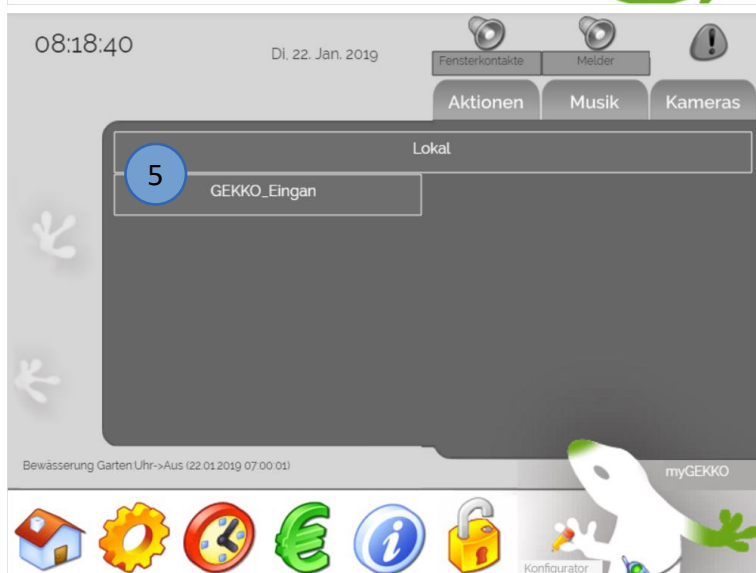 08:18:40
Di, 22. Jan. 2019
Fensterkontakte
Melder
Aktionen
Musik
Kameras
Lokal
5
GEKKO_Eingan
Bewässerung Garten:Uhr->Aus (22.01.2019 07:00:01)
myGEKKO
Konfigurator